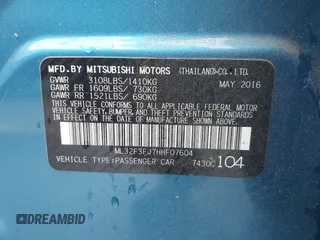 MFD.BY MITSUBISHI MOTORS (THAILAND)CO.,LTD.
GVWR 3108LBS/1410KG MAY 2016
GAWR FR 1609LBS/ 730KG
GAWR RR 1521LBS/ 690KG
THIS VEHICLE CONFORMS TO ALL APPLICABLE FEDERAL MOTOR VEHICLE SAFETY, BUMPER, AND THEFT PREVENTION STANDARDS IN EFFECT ON THE DATE OF MANUFACTURE SHOWN ABOVE.
ML32F3FJ7HHF07604
VEHICLE TYPE:PASSENGER CAR 7430C 104
DREAMBID